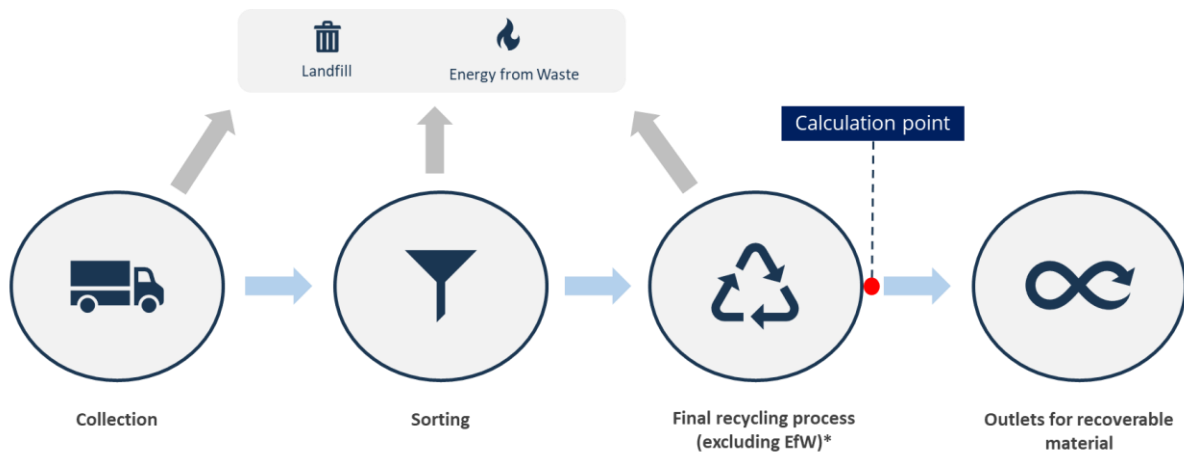 Landfill
Energy from Waste
Calculation point
Collection
Sorting
Final recycling process
(excluding EfW)*
Outlets for recoverable
material